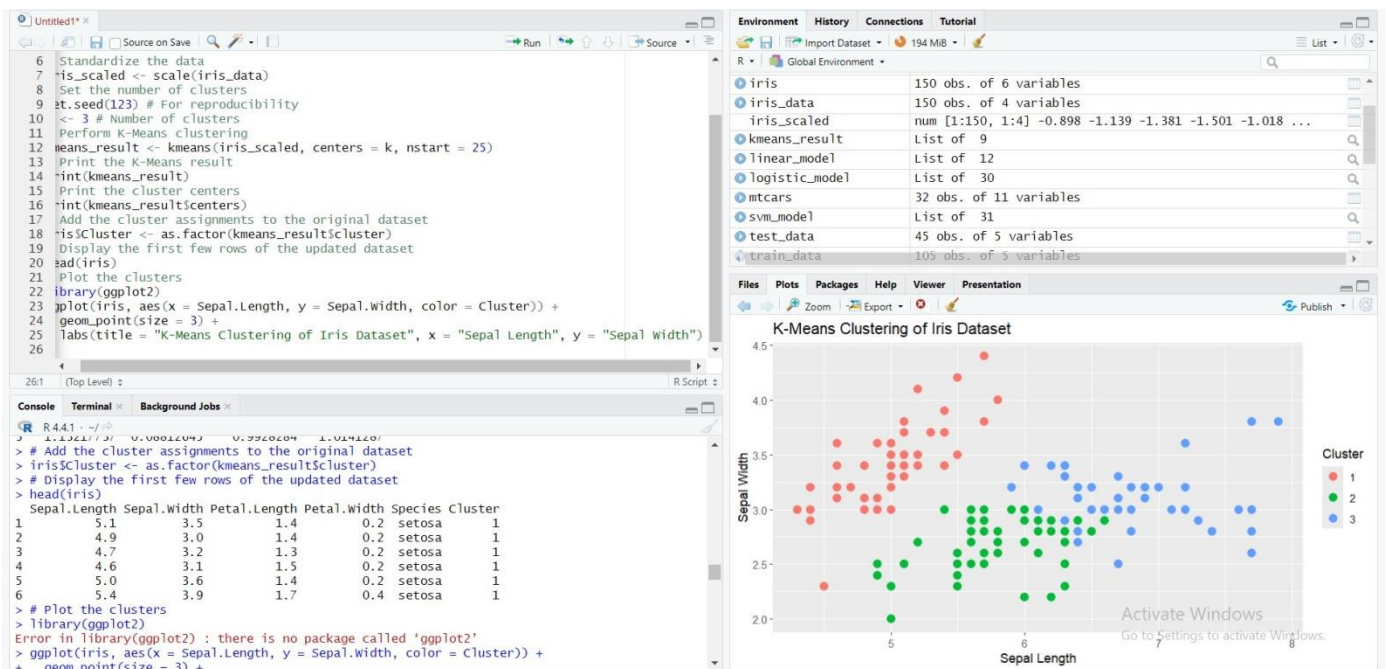 Untitled1*
Source on Save
Run
Source
6 Standardize the data
7 is_scaled <- scale(iris_data)
8 Set the number of clusters
9 et.seed(123) # For reproducibility
10 <- 3 # Number of clusters
11 Perform K-Means clustering
12 means_result <- kmeans(iris_scaled, centers = k, nstart = 25)
13 Print the K-Means result
14 int(kmeans_result)
15 Print the cluster centers
16 int(kmeans_result$centers)
17 Add the cluster assignments to the original dataset
18 is$Cluster <- as.factor(kmeans_result$cluster)
19 Display the first few rows of the updated dataset
20 ead(iris)
21 Plot the clusters
22 ibrary(ggplot2)
23 gplot(iris, aes(x = Sepal.Length, y = Sepal.Width, color = Cluster)) +
24 geom_point(size = 3) +
25 labs(title = "K-Means Clustering of Iris Dataset", x = "Sepal Length", y = "Sepal Width")
26
26:1 (Top Level) R Script
Console Terminal Background Jobs
R 4.4.1 · ~/
> # Add the cluster assignments to the original dataset
> iris$Cluster <- as.factor(kmeans_result$cluster)
> # Display the first few rows of the updated dataset
> head(iris)
Sepal.Length Sepal.Width Petal.Length Petal.Width Species Cluster
1 5.1 3.5 1.4 0.2 setosa 1
2 4.9 3.0 1.4 0.2 setosa 1
3 4.7 3.2 1.3 0.2 setosa 1
4 4.6 3.1 1.5 0.2 setosa 1
5 5.0 3.6 1.4 0.2 setosa 1
6 5.4 3.9 1.7 0.4 setosa 1
> # Plot the clusters
> library(ggplot2)
Error in library(ggplot2) : there is no package called ‘ggplot2’
> ggplot(iris, aes(x = Sepal.Length, y = Sepal.Width, color = Cluster)) +
+ geom_point(size = 3) +
Environment History Connections Tutorial
Import Dataset 194 MiB List
R Global Environment
iris 150 obs. of 6 variables
iris_data 150 obs. of 4 variables
iris_scaled num [1:150, 1:4] -0.898 -1.139 -1.381 -1.501 -1.018 ...
kmeans_result List of 9
linear_model List of 12
logistic_model List of 30
mtcars 32 obs. of 11 variables
svm_model List of 31
test_data 45 obs. of 5 variables
train_data 105 obs. of 5 variables
Files Plots Packages Help Viewer Presentation
Zoom Export Publish
K-Means Clustering of Iris Dataset
4.5
4.0
3.5
3.0
2.5
2.0
Sepal Width
5 6 7 8
Sepal Length
Cluster
1
2
3
Activate Windows
Go to Settings to activate Windows.